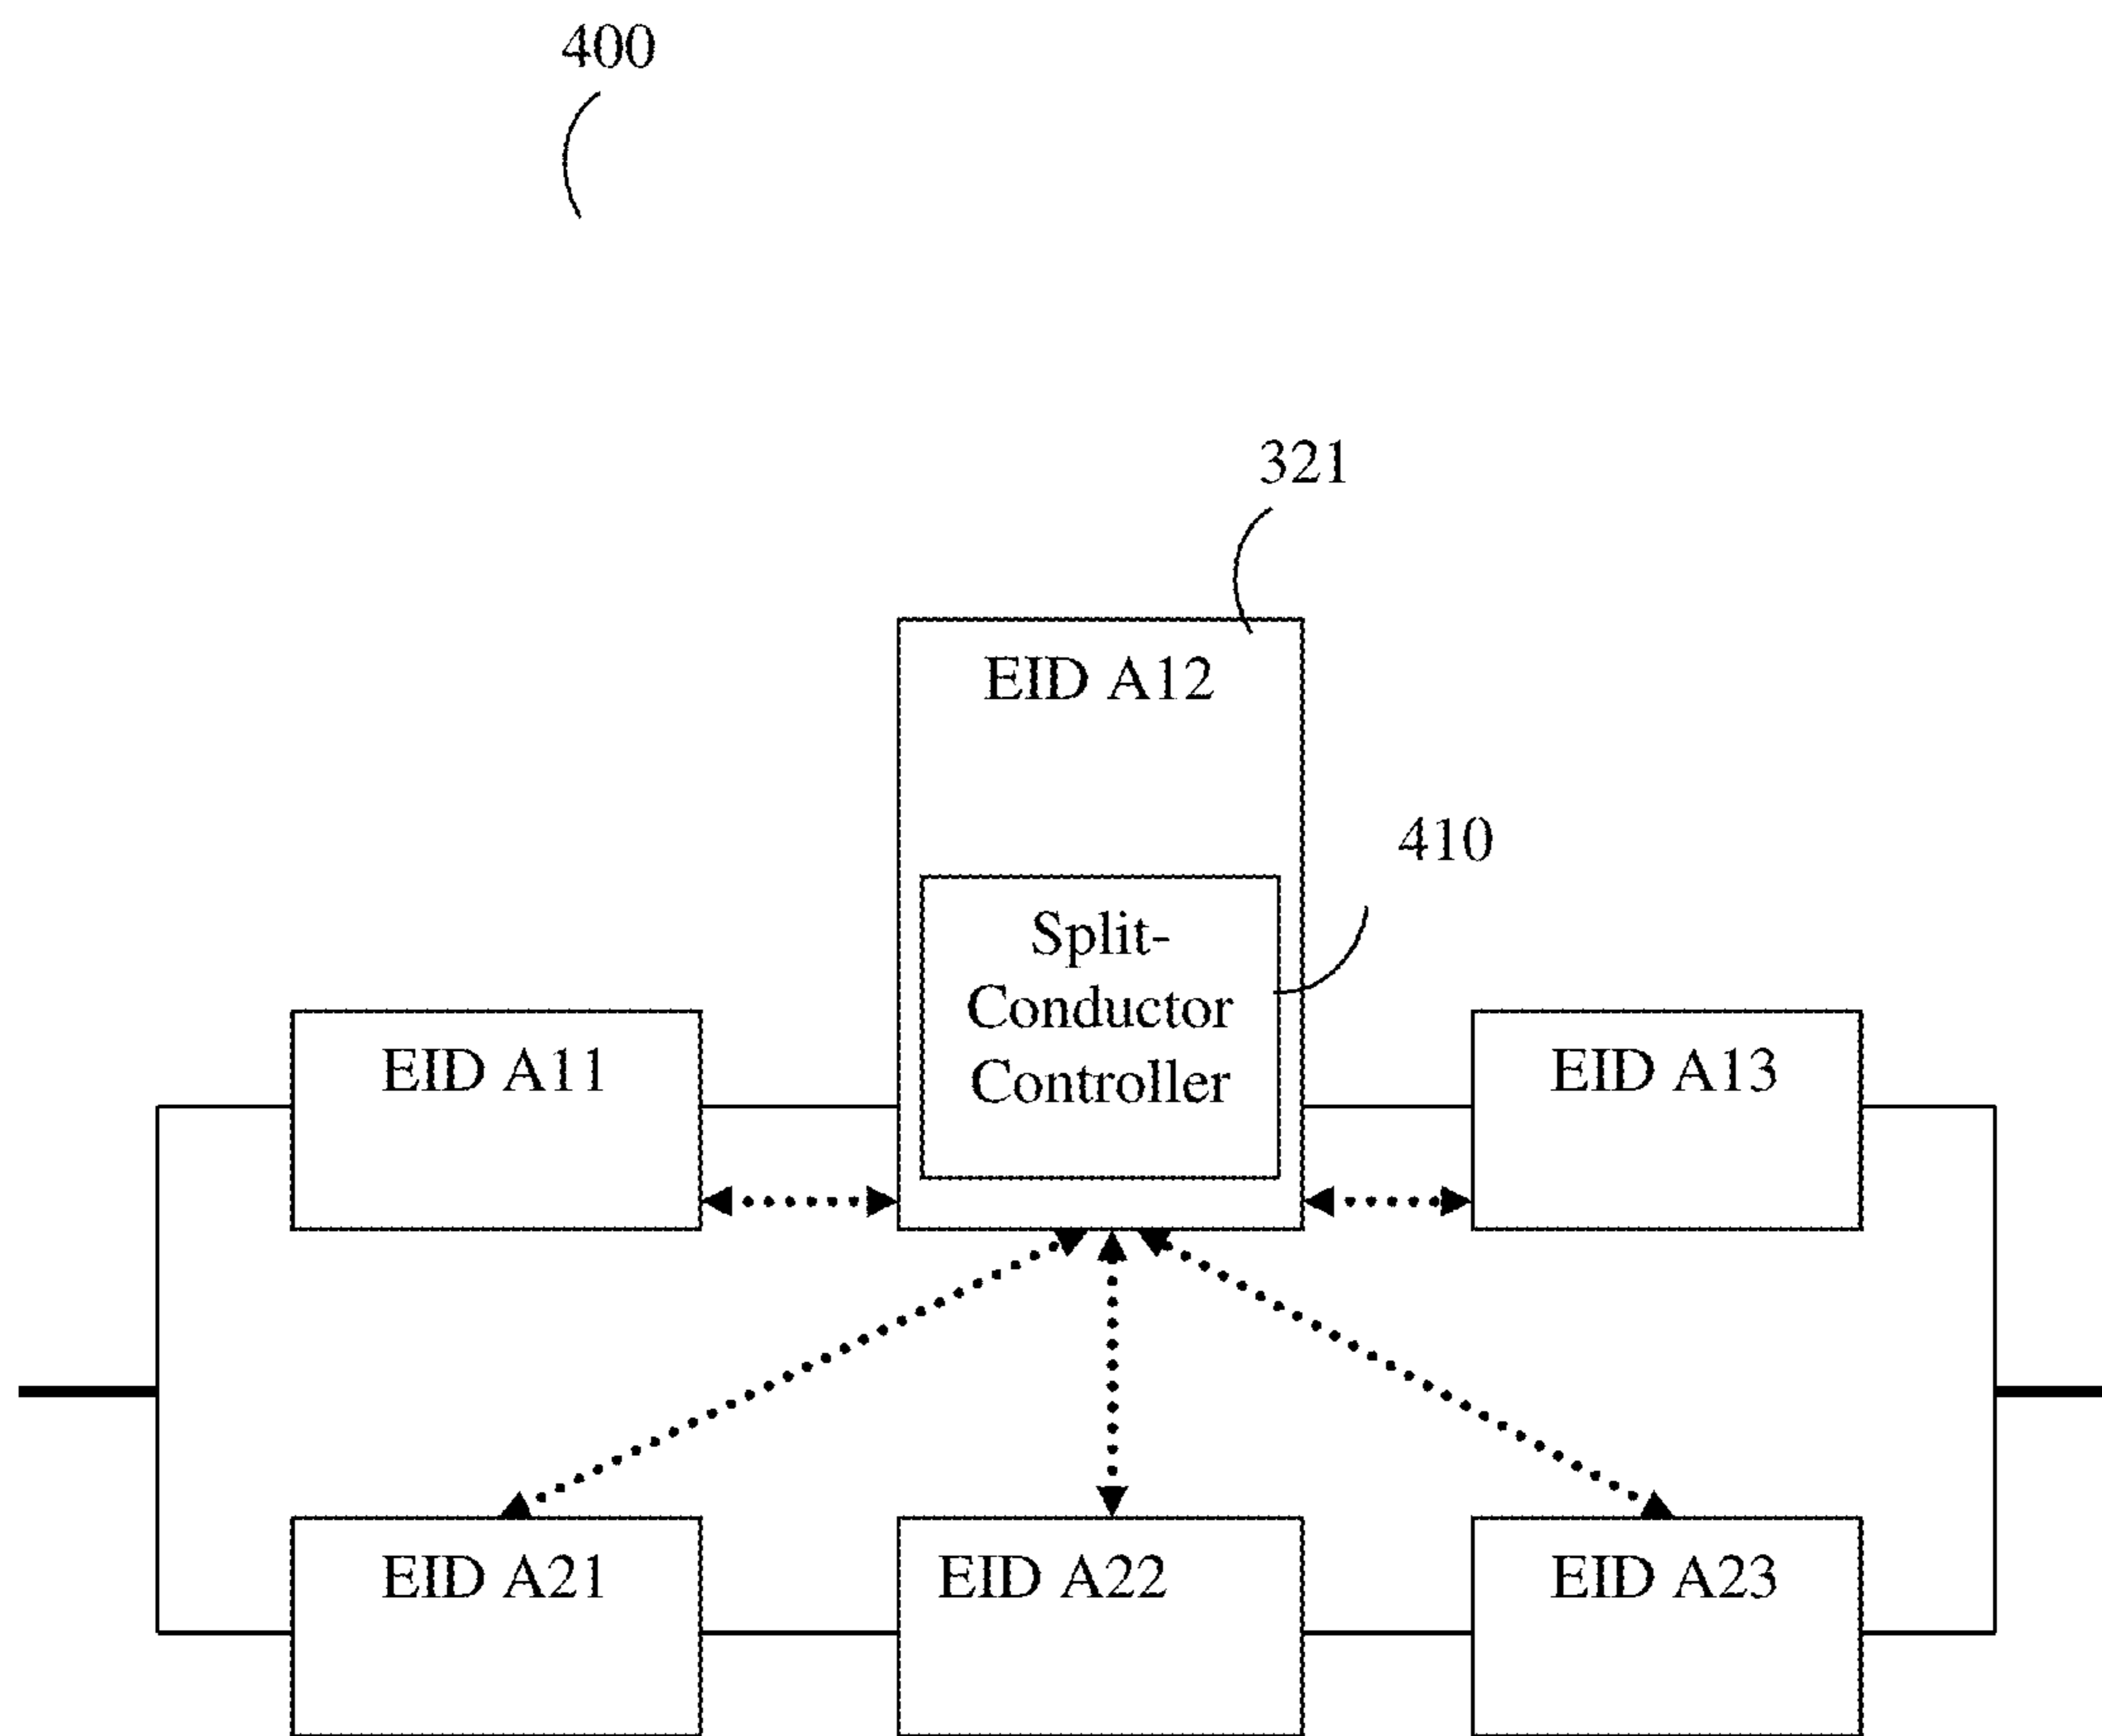 400
321
EID A12
410
Split-
Conductor
Controller
EID A11
EID A13
EID A21
EID A22
EID A23